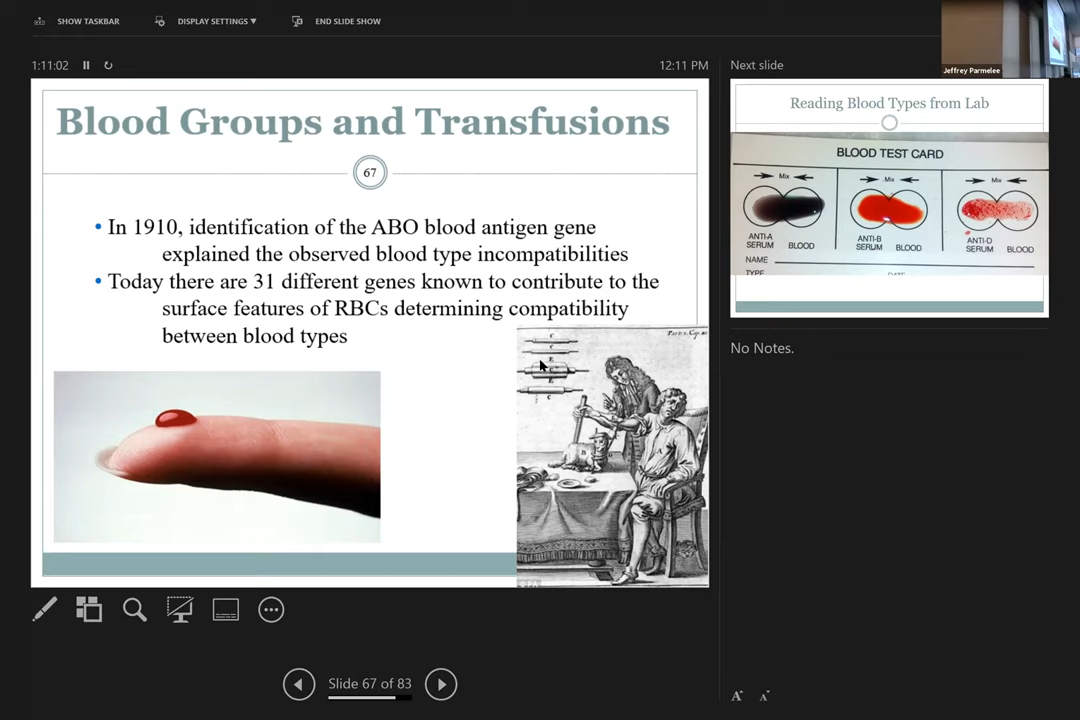 SHOW TASKBAR
DISPLAY SETTINGS ▼
END SLIDE SHOW
Jeffrey Parmelee
1:11:02
12:11 PM
Next slide
Blood Groups and Transfusions
67
• In 1910, identification of the ABO blood antigen gene
explained the observed blood type incompatibilities
• Today there are 31 different genes known to contribute to the
surface features of RBCs determining compatibility
between blood types
Reading Blood Types from Lab
BLOOD TEST CARD
Mix
Mix
Mix
ANTI-A
SERUM
BLOOD
ANTI-B
SERUM
BLOOD
ANTI-D
SERUM
BLOOD
NAME
No Notes.
Slide 67 of 83
A A